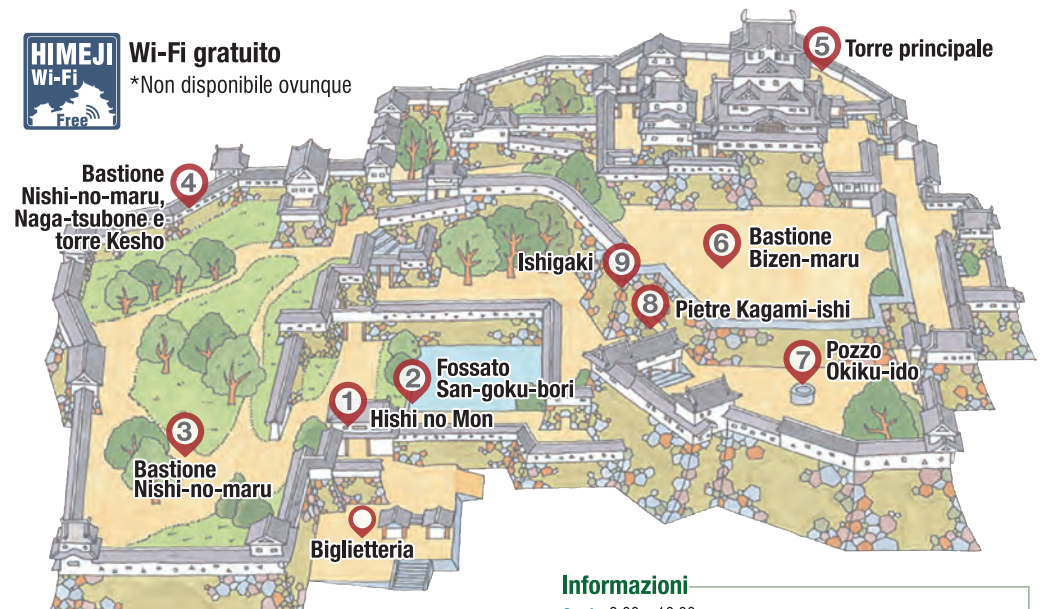 HIMEJI
Wi-Fi
Free
Wi-Fi gratuito
*Non disponibile ovunque
5
Torre principale
4
Bastione
Nishi-no-maru,
Naga-tsubone e
torre Kesho
6
Bastione
Bizen-maru
Ishigaki
9
8
Pietre Kagami-ishi
7
Pozzo
Okiku-ido
2
Fossato
San-goku-bori
1
Hishi no Mon
3
Bastione
Nishi-no-maru
Biglietteria
Informazioni